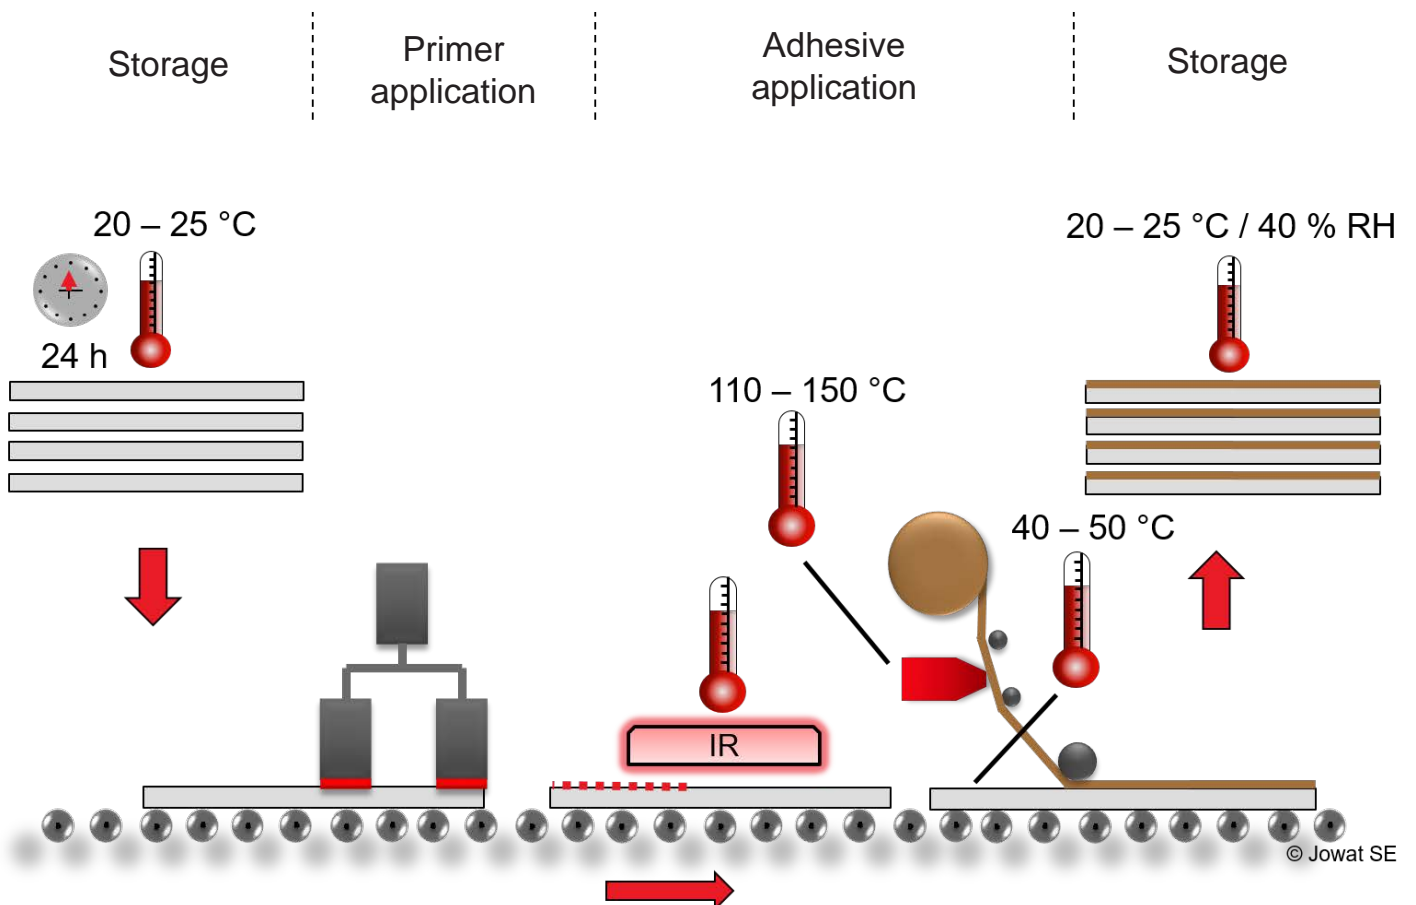 Storage
Primer
application
Adhesive
application
Storage
20 – 25 °C
24 h
110 – 150 °C
IR
40 – 50 °C
20 – 25 °C / 40 % RH
© Jowat SE